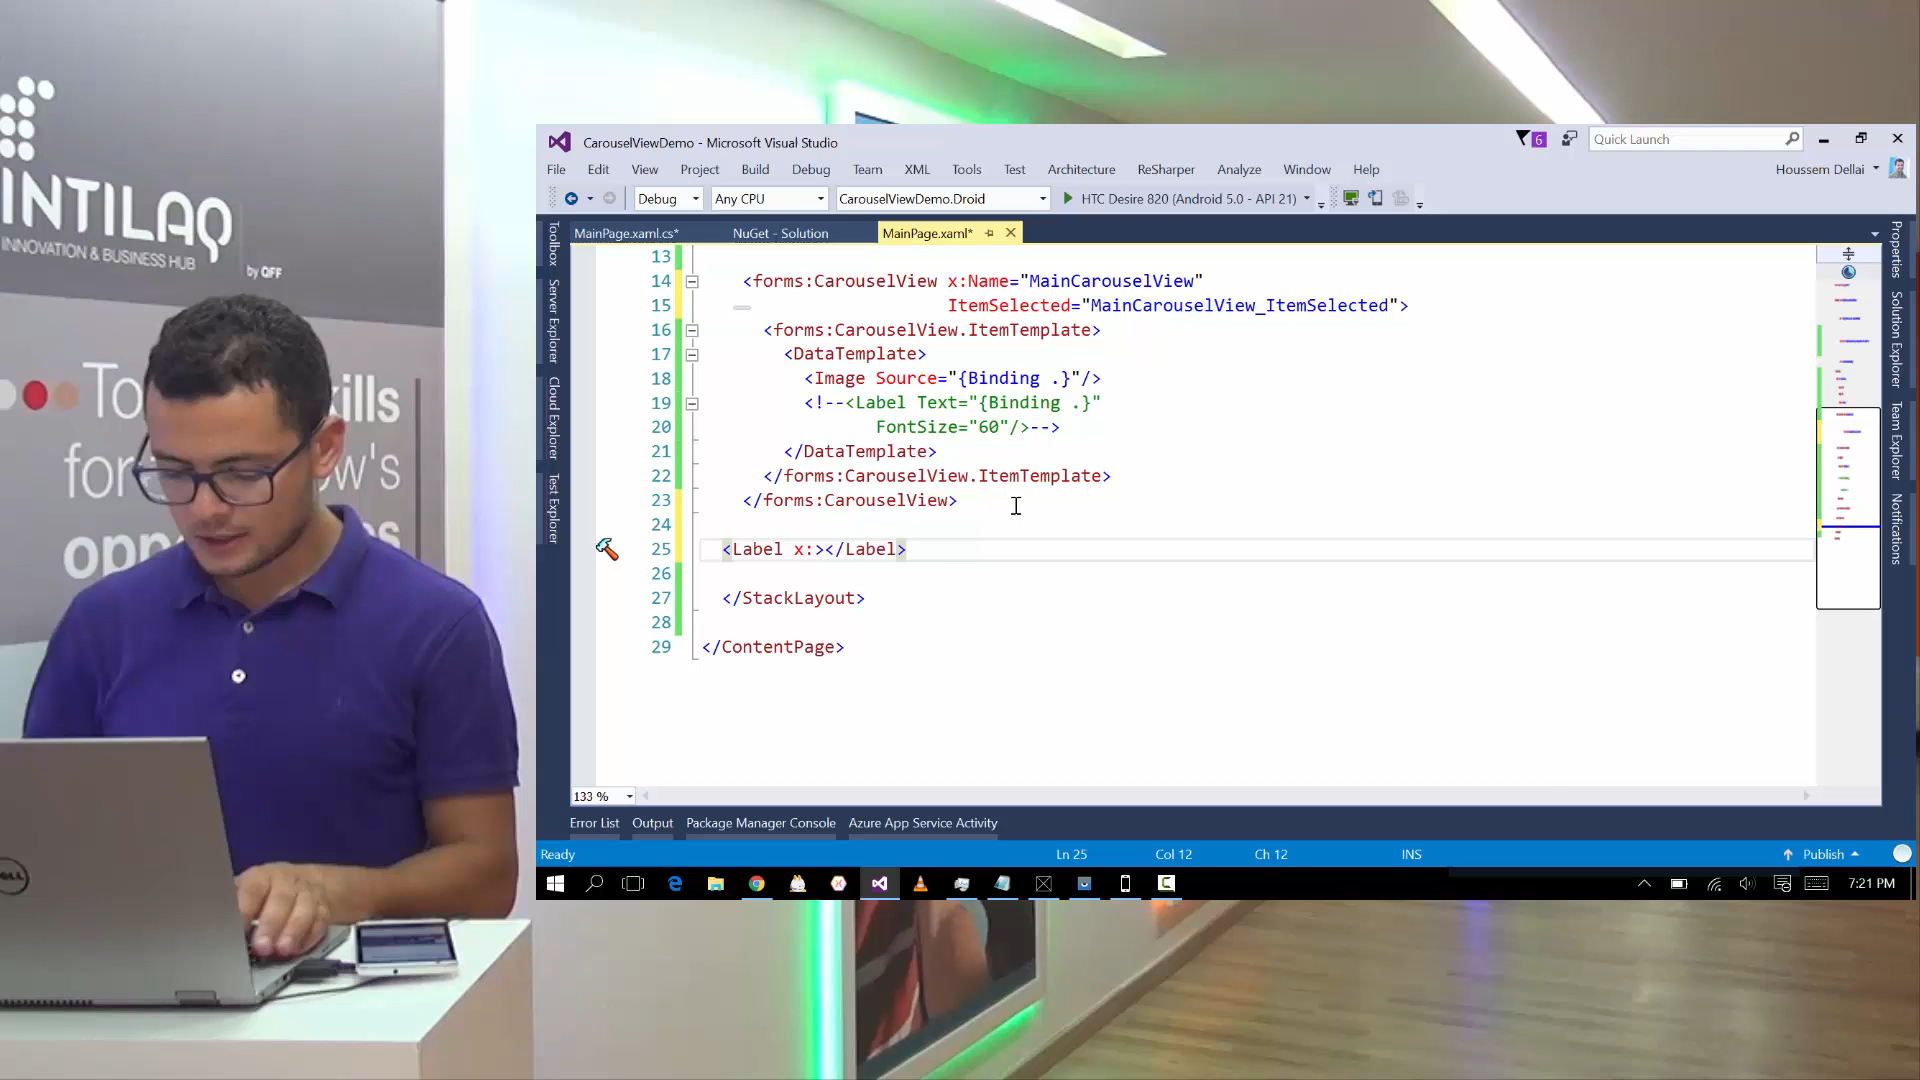 INTILAQ
INNOVATION & BUSINESS HUB
by QFF
To kills
for w's
opp es
DELL
CarouselViewDemo - Microsoft Visual Studio
6
Quick Launch
File Edit View Project Build Debug Team XML Tools Test Architecture ReSharper Analyze Window Help
Houssem Dellai
Debug Any CPU CarouselViewDemo.Droid HTC Desire 820 (Android 5.0 - API 21)
MainPage.xaml.cs* NuGet - Solution MainPage.xaml*
Toolbox
Server Explorer
Cloud Explorer
Test Explorer
13
14 <forms:CarouselView x:Name="MainCarouselView"
15 ItemSelected="MainCarouselView_ItemSelected">
16 <forms:CarouselView.ItemTemplate>
17 <DataTemplate>
18 <Image Source="{Binding .}"/>
19 <!--<Label Text="{Binding .}"
20 FontSize="60"/>-->
21 </DataTemplate>
22 </forms:CarouselView.ItemTemplate>
23 </forms:CarouselView>
24
25 <Label x:></Label>
26
27 </StackLayout>
28
29 </ContentPage>
Properties
Solution Explorer
Team Explorer
Notifications
133 %
Error List Output Package Manager Console Azure App Service Activity
Ready Ln 25 Col 12 Ch 12 INS Publish
7:21 PM